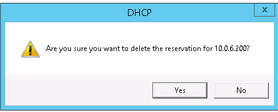 DHCP
x
Are you sure you want to delete the reservation for 10.0.6.200?
Yes
No